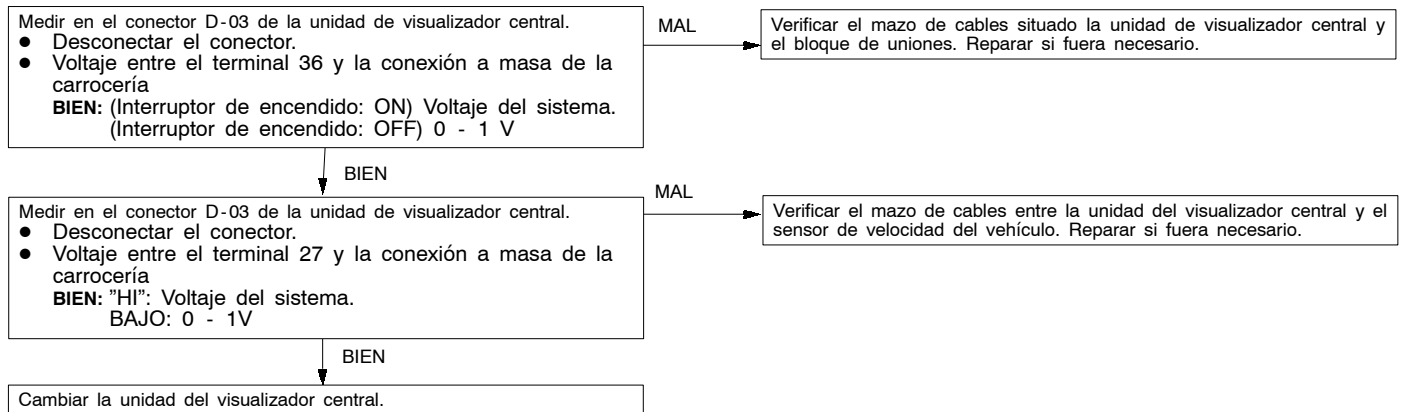 Medir en el conector D-03 de la unidad de visualizador central.
● Desconectar el conector.
● Voltaje entre el terminal 36 y la conexión a masa de la
carrocería
BIEN: (Interruptor de encendido: ON) Voltaje del sistema.
(Interruptor de encendido: OFF) 0 - 1 V
MAL
Verificar el mazo de cables situado la unidad de visualizador central y
el bloque de uniones. Reparar si fuera necesario.
BIEN
Medir en el conector D-03 de la unidad de visualizador central.
● Desconectar el conector.
● Voltaje entre el terminal 27 y la conexión a masa de la
carrocería
BIEN: ”HI”: Voltaje del sistema.
BAJO: 0 - 1V
MAL
Verificar el mazo de cables entre la unidad del visualizador central y el
sensor de velocidad del vehículo. Reparar si fuera necesario.
BIEN
Cambiar la unidad del visualizador central.